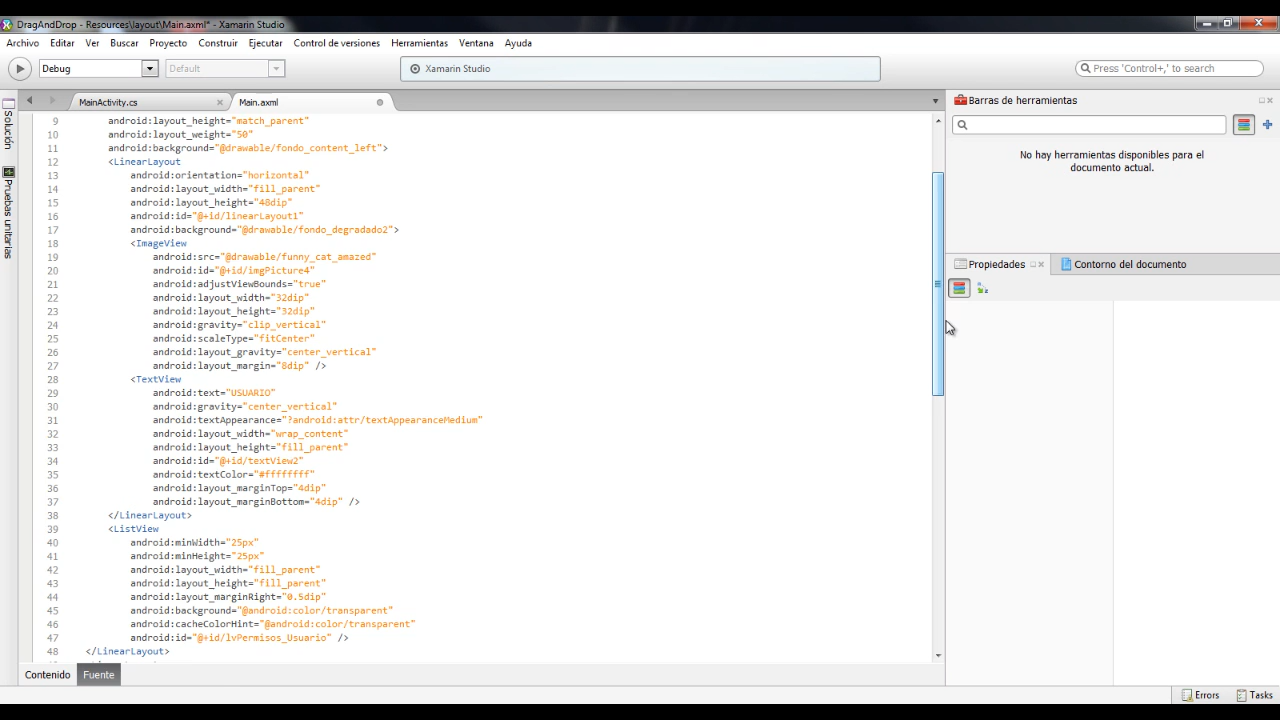 DragAndDrop - Resources\layout\Main.axml* - Xamarin Studio
Archivo Editar Ver Buscar Proyecto Construir Ejecutar Control de versiones Herramientas Ventana Ayuda
Debug Default Xamarin Studio Press 'Control+,' to search
Solución
Pruebas unitarias
MainActivity.cs Main.axml
9 android:layout_height="match_parent"
10 android:layout_weight="50"
11 android:background="@drawable/fondo_content_left">
12 <LinearLayout
13 android:orientation="horizontal"
14 android:layout_width="fill_parent"
15 android:layout_height="48dip"
16 android:id="@+id/linearLayout1"
17 android:background="@drawable/fondo_degradado2">
18 <ImageView
19 android:src="@drawable/funny_cat_amazed"
20 android:id="@+id/imgPicture4"
21 android:adjustViewBounds="true"
22 android:layout_width="32dip"
23 android:layout_height="32dip"
24 android:gravity="clip_vertical"
25 android:scaleType="fitCenter"
26 android:layout_gravity="center_vertical"
27 android:layout_margin="8dip" />
28 <TextView
29 android:text="USUARIO"
30 android:gravity="center_vertical"
31 android:textAppearance="?android:attr/textAppearanceMedium"
32 android:layout_width="wrap_content"
33 android:layout_height="fill_parent"
34 android:id="@+id/textView2"
35 android:textColor="#ffffffff"
36 android:layout_marginTop="4dip"
37 android:layout_marginBottom="4dip" />
38 </LinearLayout>
39 <ListView
40 android:minWidth="25px"
41 android:minHeight="25px"
42 android:layout_width="fill_parent"
43 android:layout_height="fill_parent"
44 android:layout_marginRight="0.5dip"
45 android:background="@android:color/transparent"
46 android:cacheColorHint="@android:color/transparent"
47 android:id="@+id/lvPermisos_Usuario" />
48 </LinearLayout>
Contenido Fuente
Barras de herramientas
No hay herramientas disponibles para el
documento actual.
Propiedades Contorno del documento
Errors Tasks